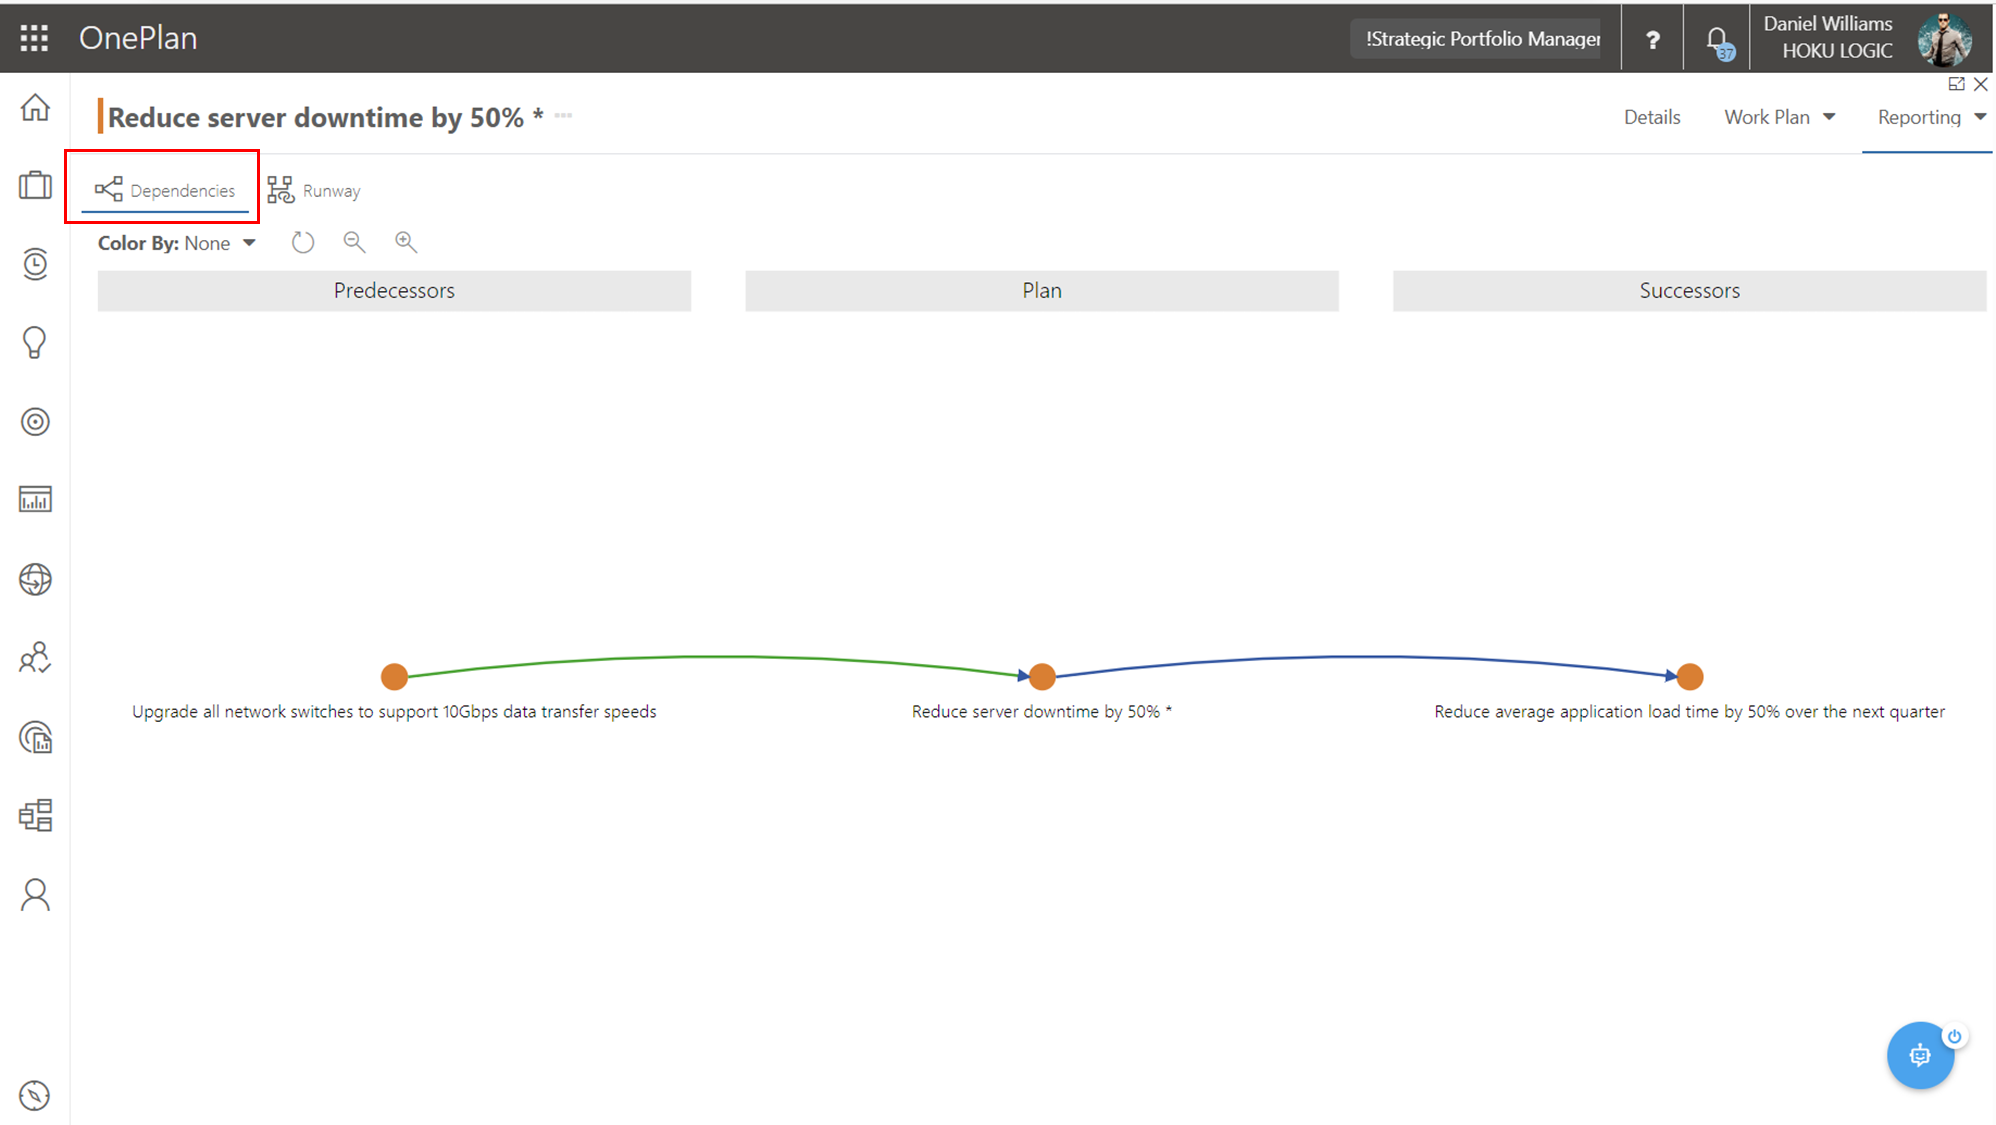 OnePlan
!Strategic Portfolio Manager
?
37
Daniel Williams
HOKU LOGIC
Reduce server downtime by 50% *
Details
Work Plan
Reporting
Dependencies
Runway
Color By: None
Predecessors
Plan
Successors
Upgrade all network switches to support 10Gbps data transfer speeds
Reduce server downtime by 50% *
Reduce average application load time by 50% over the next quarter